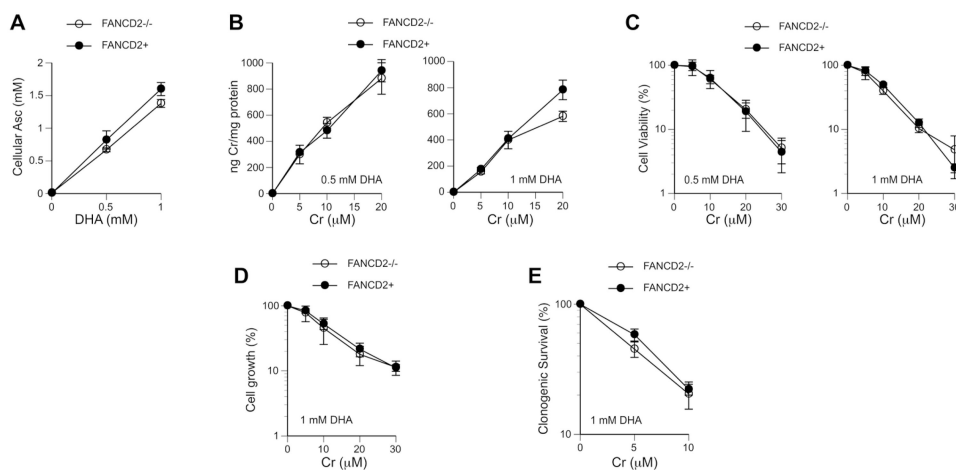 A
FANCD2-/-
FANCD2+
Cellular Asc (mM)
2
1.5
1
0.5
0
0 0.5 1
DHA (mM)
B
FANCD2-/-
FANCD2+
ng Cr/mg protein
1000
800
600
400
200
0
0.5 mM DHA
0 5 10 15 20
Cr (μM)
1000
800
600
400
200
0
1 mM DHA
0 5 10 15 20
Cr (μM)
C
FANCD2-/-
FANCD2+
Cell Viability (%)
100
10
1
0.5 mM DHA
0 10 20 30
Cr (μM)
100
10
1
1 mM DHA
0 10 20 30
Cr (μM)
D
FANCD2-/-
FANCD2+
Cell growth (%)
100
10
1
1 mM DHA
0 10 20 30
Cr (μM)
E
FANCD2-/-
FANCD2+
Clonogenic Survival (%)
100
10
1 mM DHA
0 5 10
Cr (μM)